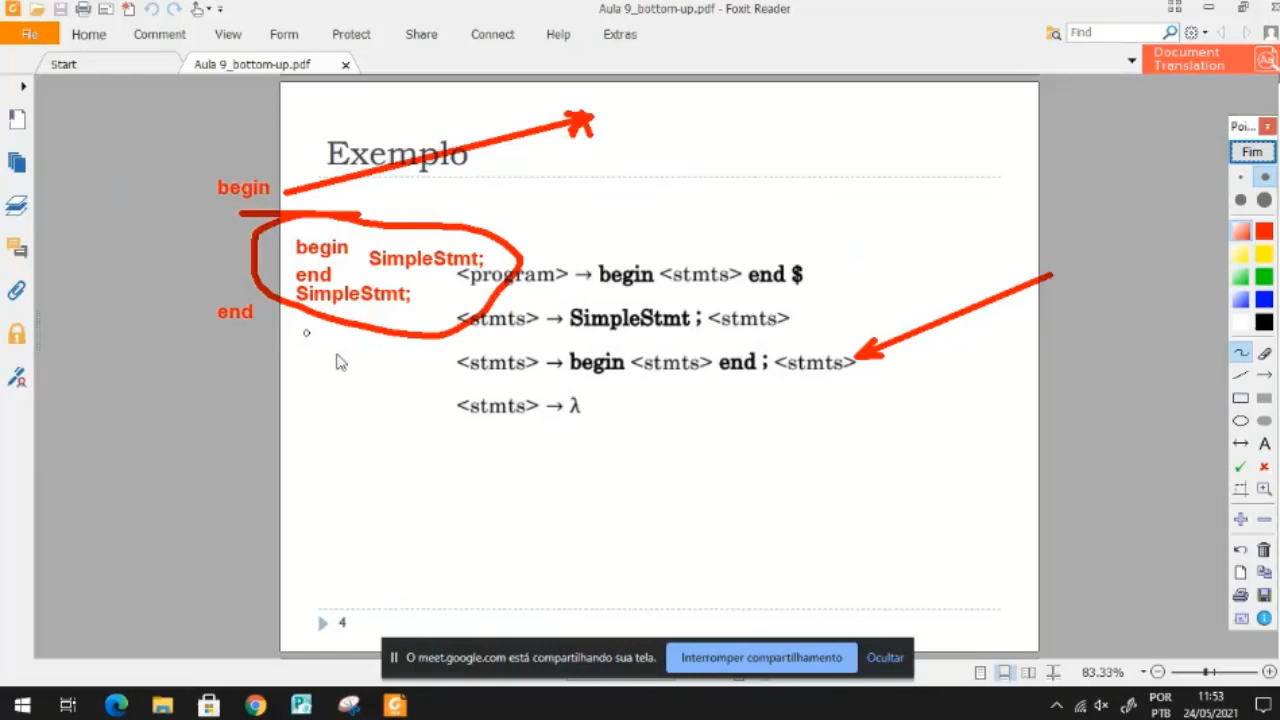 Aula 9_bottom-up.pdf - Foxit Reader
File Home Comment View Form Protect Share Connect Help Extras
Find
Document
Translation
Start
Aula 9_bottom-up.pdf
Poi...
Fim
Exemplo
begin
begin
SimpleStmt;
end
SimpleStmt;
end
<program> → begin <stmts> end $
<stmts> → SimpleStmt ; <stmts>
<stmts> → begin <stmts> end ; <stmts>
<stmts> → λ
4
O meet.google.com está compartilhando sua tela.
Interromper compartilhamento
Ocultar
83.33%
POR
PTB
11:53
24/05/2021